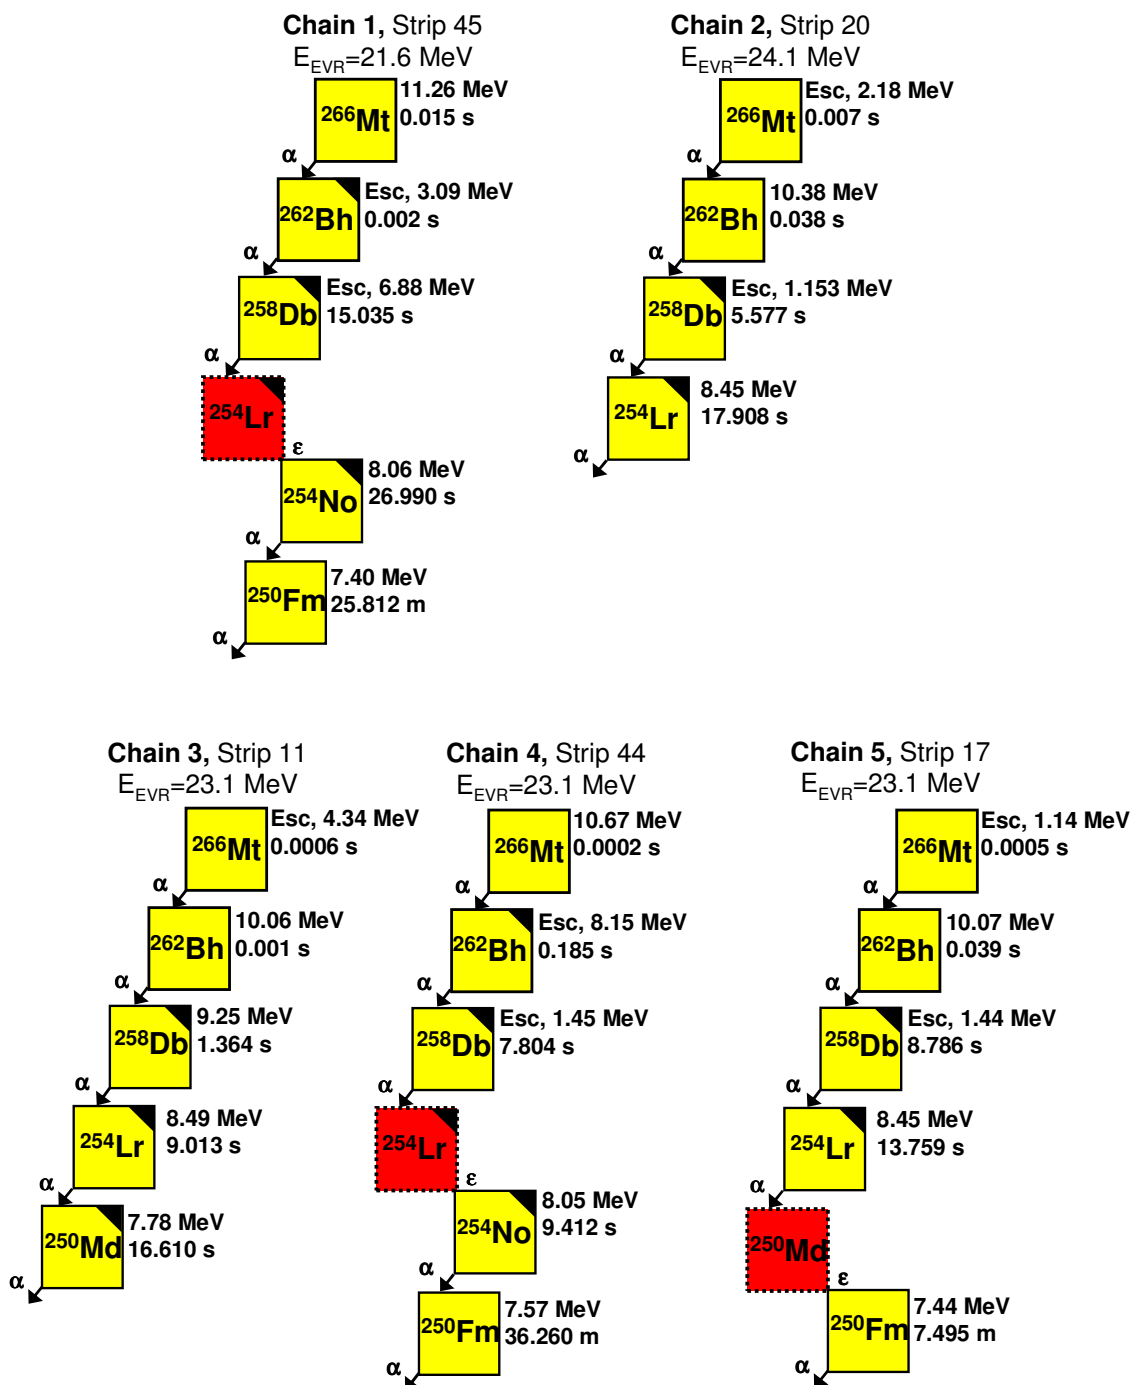 Chain 1, Strip 45
E_EVR=21.6 MeV
266Mt
11.26 MeV
0.015 s
α
262Bh
Esc, 3.09 MeV
0.002 s
α
258Db
Esc, 6.88 MeV
15.035 s
α
254Lr
ε
254No
8.06 MeV
26.990 s
α
250Fm
7.40 MeV
25.812 m
α
Chain 2, Strip 20
E_EVR=24.1 MeV
266Mt
Esc, 2.18 MeV
0.007 s
α
262Bh
10.38 MeV
0.038 s
α
258Db
Esc, 1.153 MeV
5.577 s
α
254Lr
8.45 MeV
17.908 s
α
Chain 3, Strip 11
E_EVR=23.1 MeV
266Mt
Esc, 4.34 MeV
0.0006 s
α
262Bh
10.06 MeV
0.001 s
α
258Db
9.25 MeV
1.364 s
α
254Lr
8.49 MeV
9.013 s
α
250Md
7.78 MeV
16.610 s
α
Chain 4, Strip 44
E_EVR=23.1 MeV
266Mt
10.67 MeV
0.0002 s
α
262Bh
Esc, 8.15 MeV
0.185 s
α
258Db
Esc, 1.45 MeV
7.804 s
α
254Lr
ε
254No
8.05 MeV
9.412 s
α
250Fm
7.57 MeV
36.260 m
α
Chain 5, Strip 17
E_EVR=23.1 MeV
266Mt
Esc, 1.14 MeV
0.0005 s
α
262Bh
10.07 MeV
0.039 s
α
258Db
Esc, 1.44 MeV
8.786 s
α
254Lr
8.45 MeV
13.759 s
α
250Md
ε
250Fm
7.44 MeV
7.495 m
α